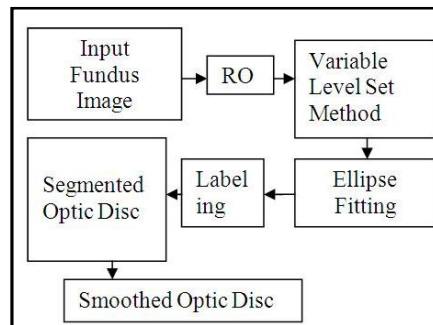 Input
Fundus
Image
RO
Variable
Level Set
Method
Ellipse
Fitting
Label
ing
Segmented
Optic Disc
Smoothed Optic Disc